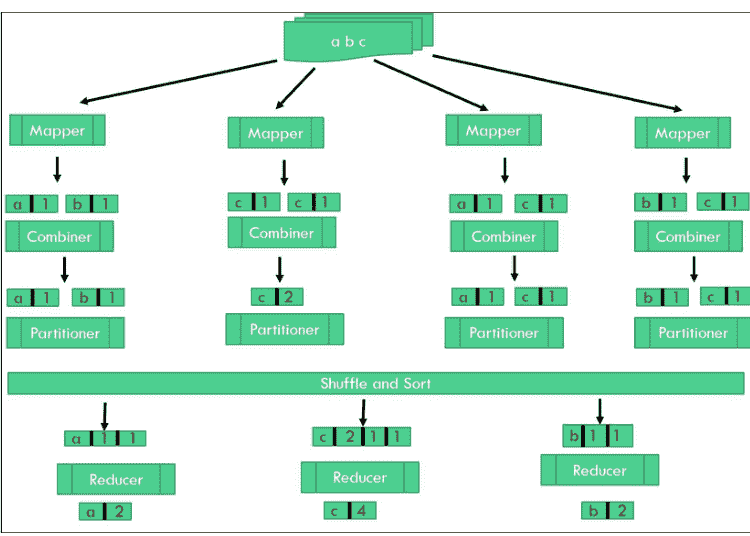 a b c
Mapper Mapper Mapper Mapper
a 1 b 1 c 1 c 1 a 1 c 1 b 1 c 1
Combiner Combiner Combiner Combiner
a 1 b 1 c 2 a 1 c 1 b 1 c 1
Partitioner Partitioner Partitioner Partitioner
Shuffle and Sort
a 1 1 c 2 1 1 b 1 1
Reducer Reducer Reducer
a 2 c 4 b 2